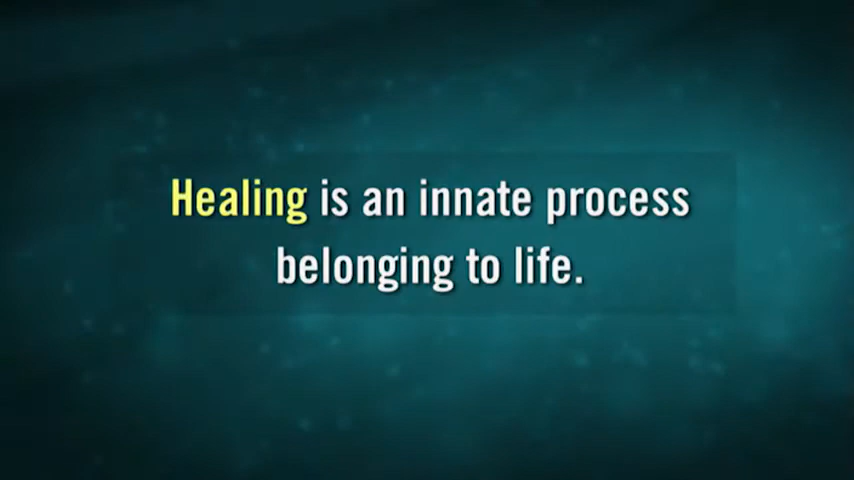 Healing is an innate process
belonging to life.